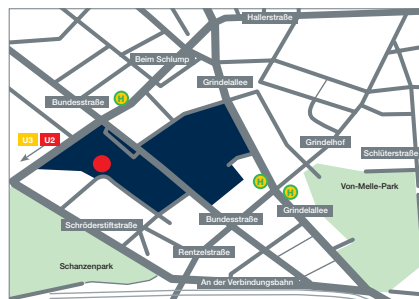 Hallerstraße
Beim Schlump
Grindelallee
Bundesstraße
H
U3
U2
Grindelhof
Schlüterstraße
H
H
Von-Melle-Park
Grindelallee
Bundesstraße
Schröderstiftstraße
Rentzelstraße
Schanzenpark
An der Verbindungsbahn